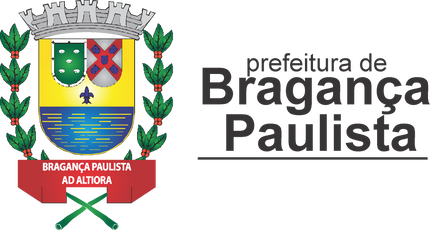 BRAGANÇA PAULISTA
AD ALTIORA
prefeitura de
Bragança
Paulista